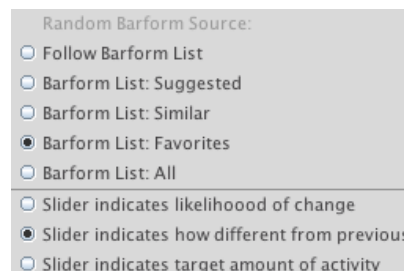 Random Barform Source:
Follow Barform List
Barform List: Suggested
Barform List: Similar
Barform List: Favorites
Barform List: All
Slider indicates likelihoood of change
Slider indicates how different from previous
Slider indicates target amount of activity